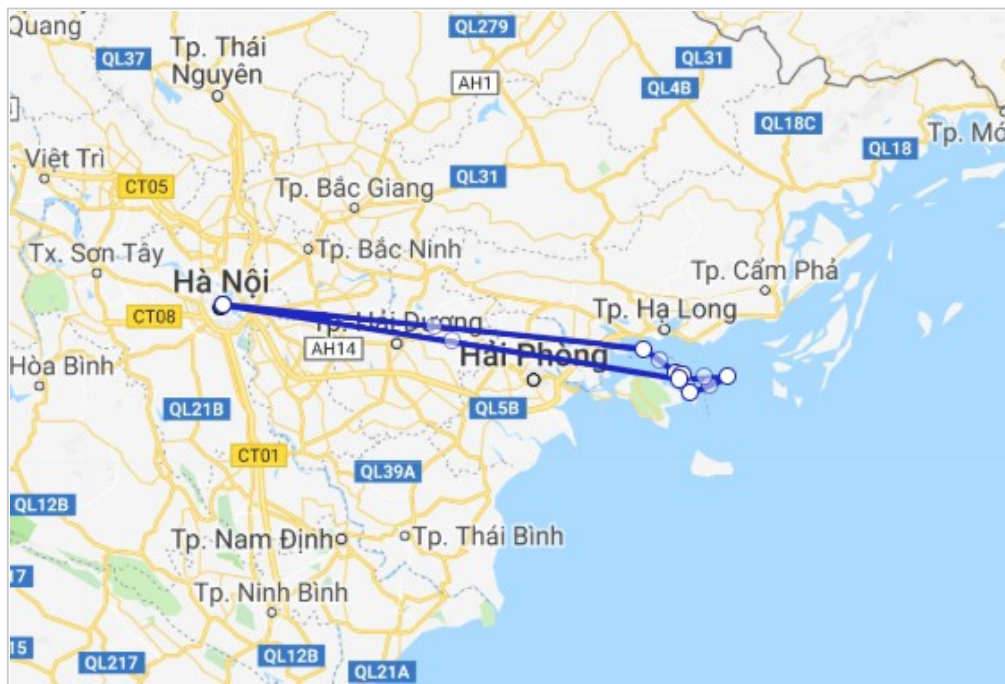 Quang
QL37
Tp. Thái
Nguyên
QL279
AH1
QL31
QL4B
QL18C
QL18
Tp. Mó
. Việt Trì
CT05
Tp. Bắc Giang
QL31
Tx. Sơn Tây
Tp. Bắc Ninh
Hà Nội
CT08
Tp. Hải Dương
AH14
Tp. Cẩm Phả
Tp. Hạ Long
Hải Phòng
Hòa Bình
QL21B
QL5B
CT01
QL39A
QL12B
Tp. Nam Định
Tp. Thái Bình
17
Tp. Ninh Bình
15
QL217
QL12B
QL21A